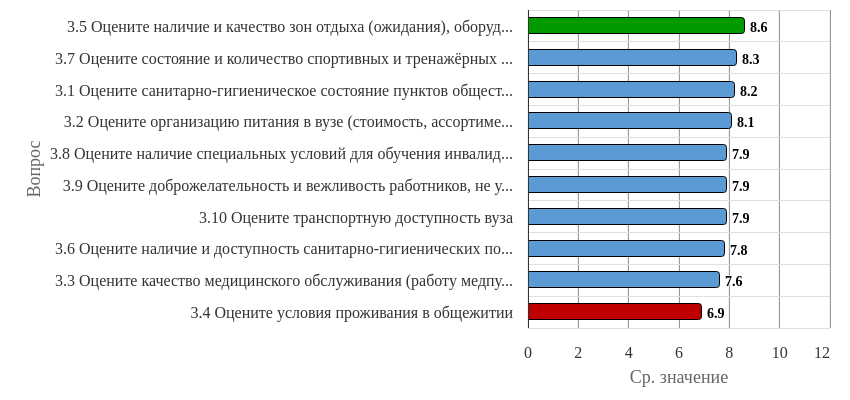 3.5 Оцените наличие и качество зон отдыха (ожидания), оборуд... 8.6
3.7 Оцените состояние и количество спортивных и тренажёрных ... 8.3
3.1 Оцените санитарно-гигиеническое состояние пунктов общест... 8.2
3.2 Оцените организацию питания в вузе (стоимость, ассортиме... 8.1
3.8 Оцените наличие специальных условий для обучения инвалид... 7.9
3.9 Оцените доброжелательность и вежливость работников, не у... 7.9
3.10 Оцените транспортную доступность вуза 7.9
3.6 Оцените наличие и доступность санитарно-гигиенических по... 7.8
3.3 Оцените качество медицинского обслуживания (работу медпу... 7.6
3.4 Оцените условия проживания в общежитии 6.9
Вопрос
0 2 4 6 8 10 12
Ср. значение